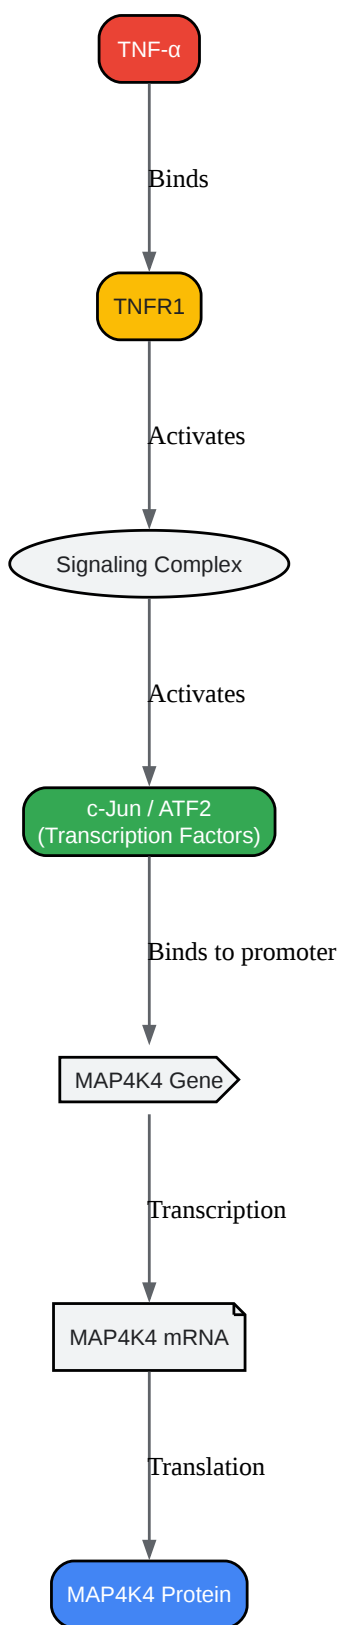 TNF-α
Binds
TNFR1
Activates
Signaling Complex
Activates
c-Jun / ATF2
(Transcription Factors)
Binds to promoter
MAP4K4 Gene
Transcription
MAP4K4 mRNA
Translation
MAP4K4 Protein